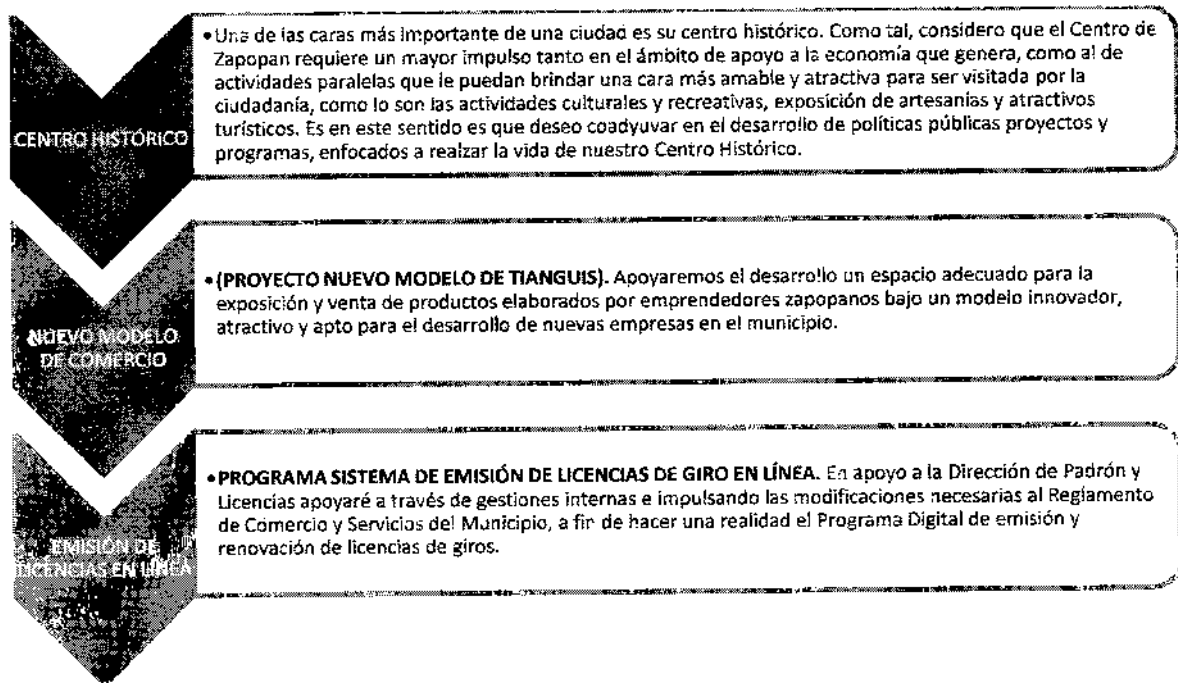 CENTRO HISTÓRICO
•Una de las caras más importante de una ciudad es su centro histórico. Como tal, considero que el Centro de
Zapopan requiere un mayor impulso tanto en el ámbito de apoyo a la economía que genera, como al de
actividades paralelas que le puedan brindar una cara más amable y atractiva para ser visitada por la
ciudadanía, como lo son las actividades culturales y recreativas, exposición de artesanías y atractivos
turísticos. Es en este sentido es que deseo coadyuvar en el desarrollo de políticas públicas proyectos y
programas, enfocados a realzar la vida de nuestro Centro Histórico.
NUEVO MODELO
DE COMERCIO
•(PROYECTO NUEVO MODELO DE TIANGUIS). Apoyaremos el desarrollo un espacio adecuado para la
exposición y venta de productos elaborados por emprendedores zapopanos bajo un modelo innovador,
atractivo y apto para el desarrollo de nuevas empresas en el municipio.
EMISIÓN DE
LICENCIAS EN LÍNEA
•PROGRAMA SISTEMA DE EMISIÓN DE LICENCIAS DE GIRO EN LÍNEA. En apoyo a la Dirección de Padrón y
Licencias apoyaré a través de gestiones internas e impulsando las modificaciones necesarias al Reglamento
de Comercio y Servicios del Municipio, a fin de hacer una realidad el Programa Digital de emisión y
renovación de licencias de giros.